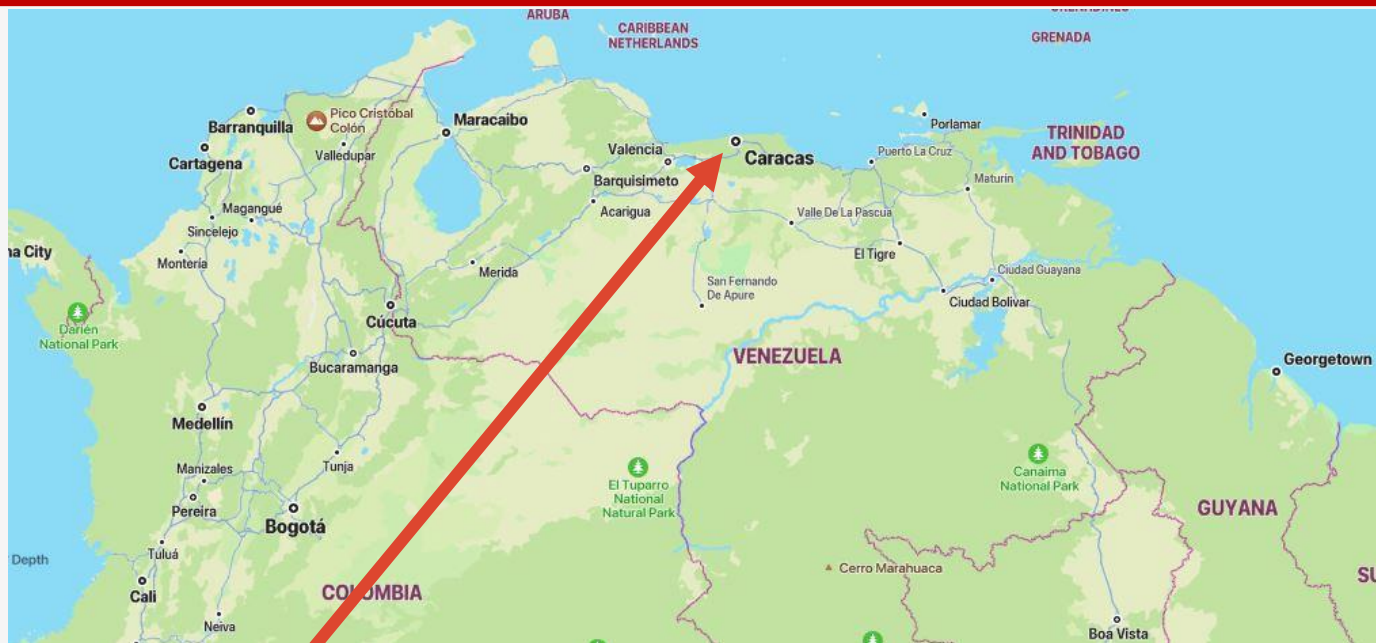 ARUBA
CARIBBEAN
NETHERLANDS
GRENADA
Pico Cristóbal
Colón
Barranquilla
Maracaibo
Porlamar
TRINIDAD
AND TOBAGO
Cartagena
Valledupar
Valencia
Caracas
Puerto La Cruz
Barquisimeto
Maturin
Magangué
Acarigua
Sincelejo
Valle De La Pascua
na City
Montería
Merida
El Tigre
Ciudad Guayana
San Fernando
De Apure
Ciudad Bolivar
Darién
National Park
Cúcuta
VENEZUELA
Bucaramanga
Georgetown
Medellín
Manizales
Tunja
Pereira
El Tuparro
National
Natural Park
Canaima
National Park
GUYANA
Bogotá
Tuluá
Depth
Cerro Marahuaca
SU
Cali
COLOMBIA
Neiva
Boa Vista